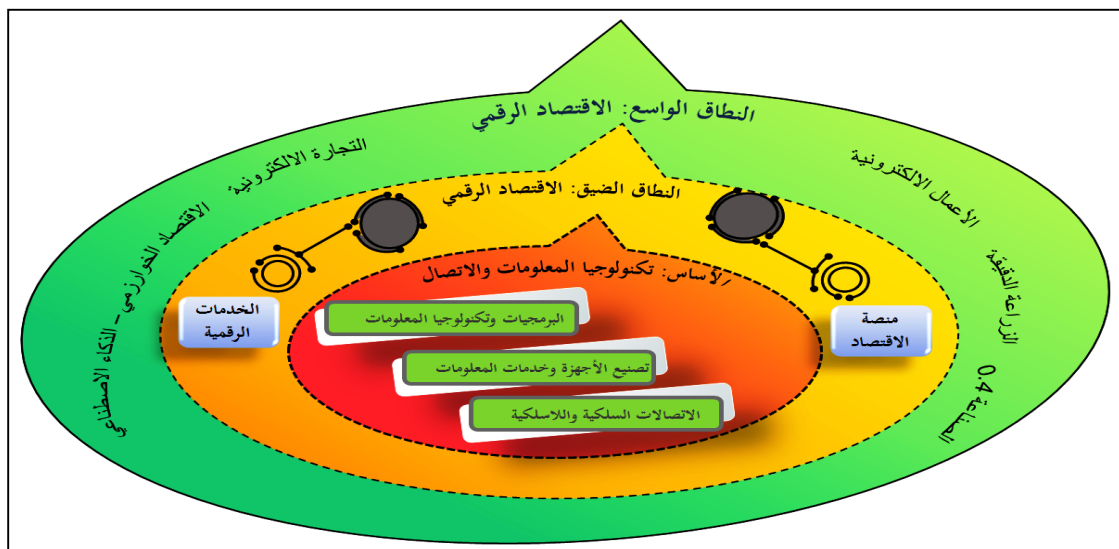 النطاق الواسع: الاقتصاد الرقمي
التجارة الالكترونية
الأعمال الالكترونية
النطاق الضيق: الاقتصاد الرقمي
الاقتصاد الخوارزمي – الذكاء الاصطناعي
الزراعة الدقيقة
الأساس: تكنولوجيا المعلومات والاتصال
الخدمات
الرقمية
البرمجيات وتكنولوجيا المعلومات
منصة
الاقتصاد
تصنيع الأجهزة وخدمات المعلومات
الصناعة 0.4
الاتصالات السلكية واللاسلكية